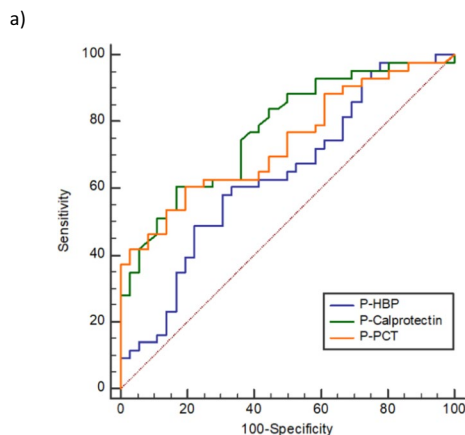 a)
100
80
60
40
20
0
Sensitivity
P-HBP
P-Calprotectin
P-PCT
0 20 40 60 80 100
100-Specificity